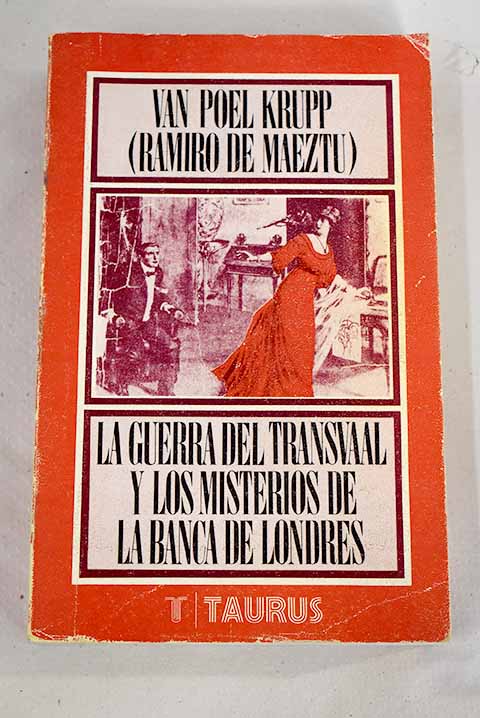 VAN POEL KRUPP
(RAMIRO DE MAEZTU)
LA GUERRA DEL TRANSVAAL
Y LOS MISTERIOS DE
LA BANCA DE LONDRES
T | TAURUS